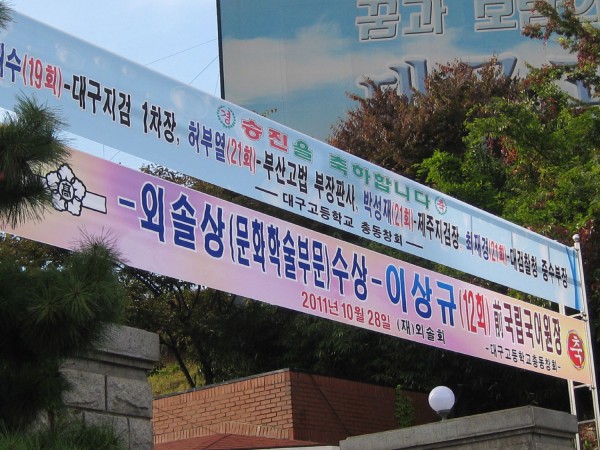 꿈과
경 승진을 축하합니다 축
(19회)-대구지검 1차장, 허부열(21회)-부산고법 부장판사, 박성재(21회)-제주지검장 최재경(21회)-대검찰청 중수부장
— 대구고등학교 총동창회 —
高 -외솔상(문화학술부문)수상-이상규(12회) 前국립국어원장 축
2011년 10월 28일 (재)외솔회 -대구고등학교총동창회-